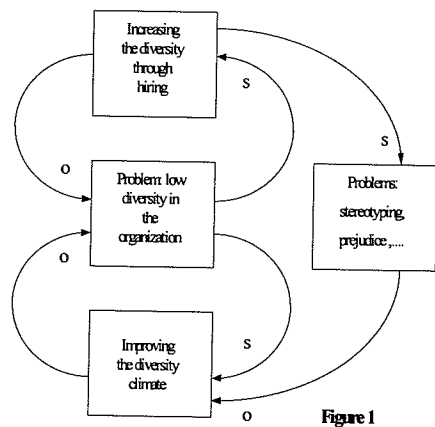 Increasing
the diversity
through
hiring
s
s
o
Problem: low
diversity in
the
organization
Problems:
stereotyping,
prejudice,....
o
s
Improving
the diversity
climate
o
Figure 1